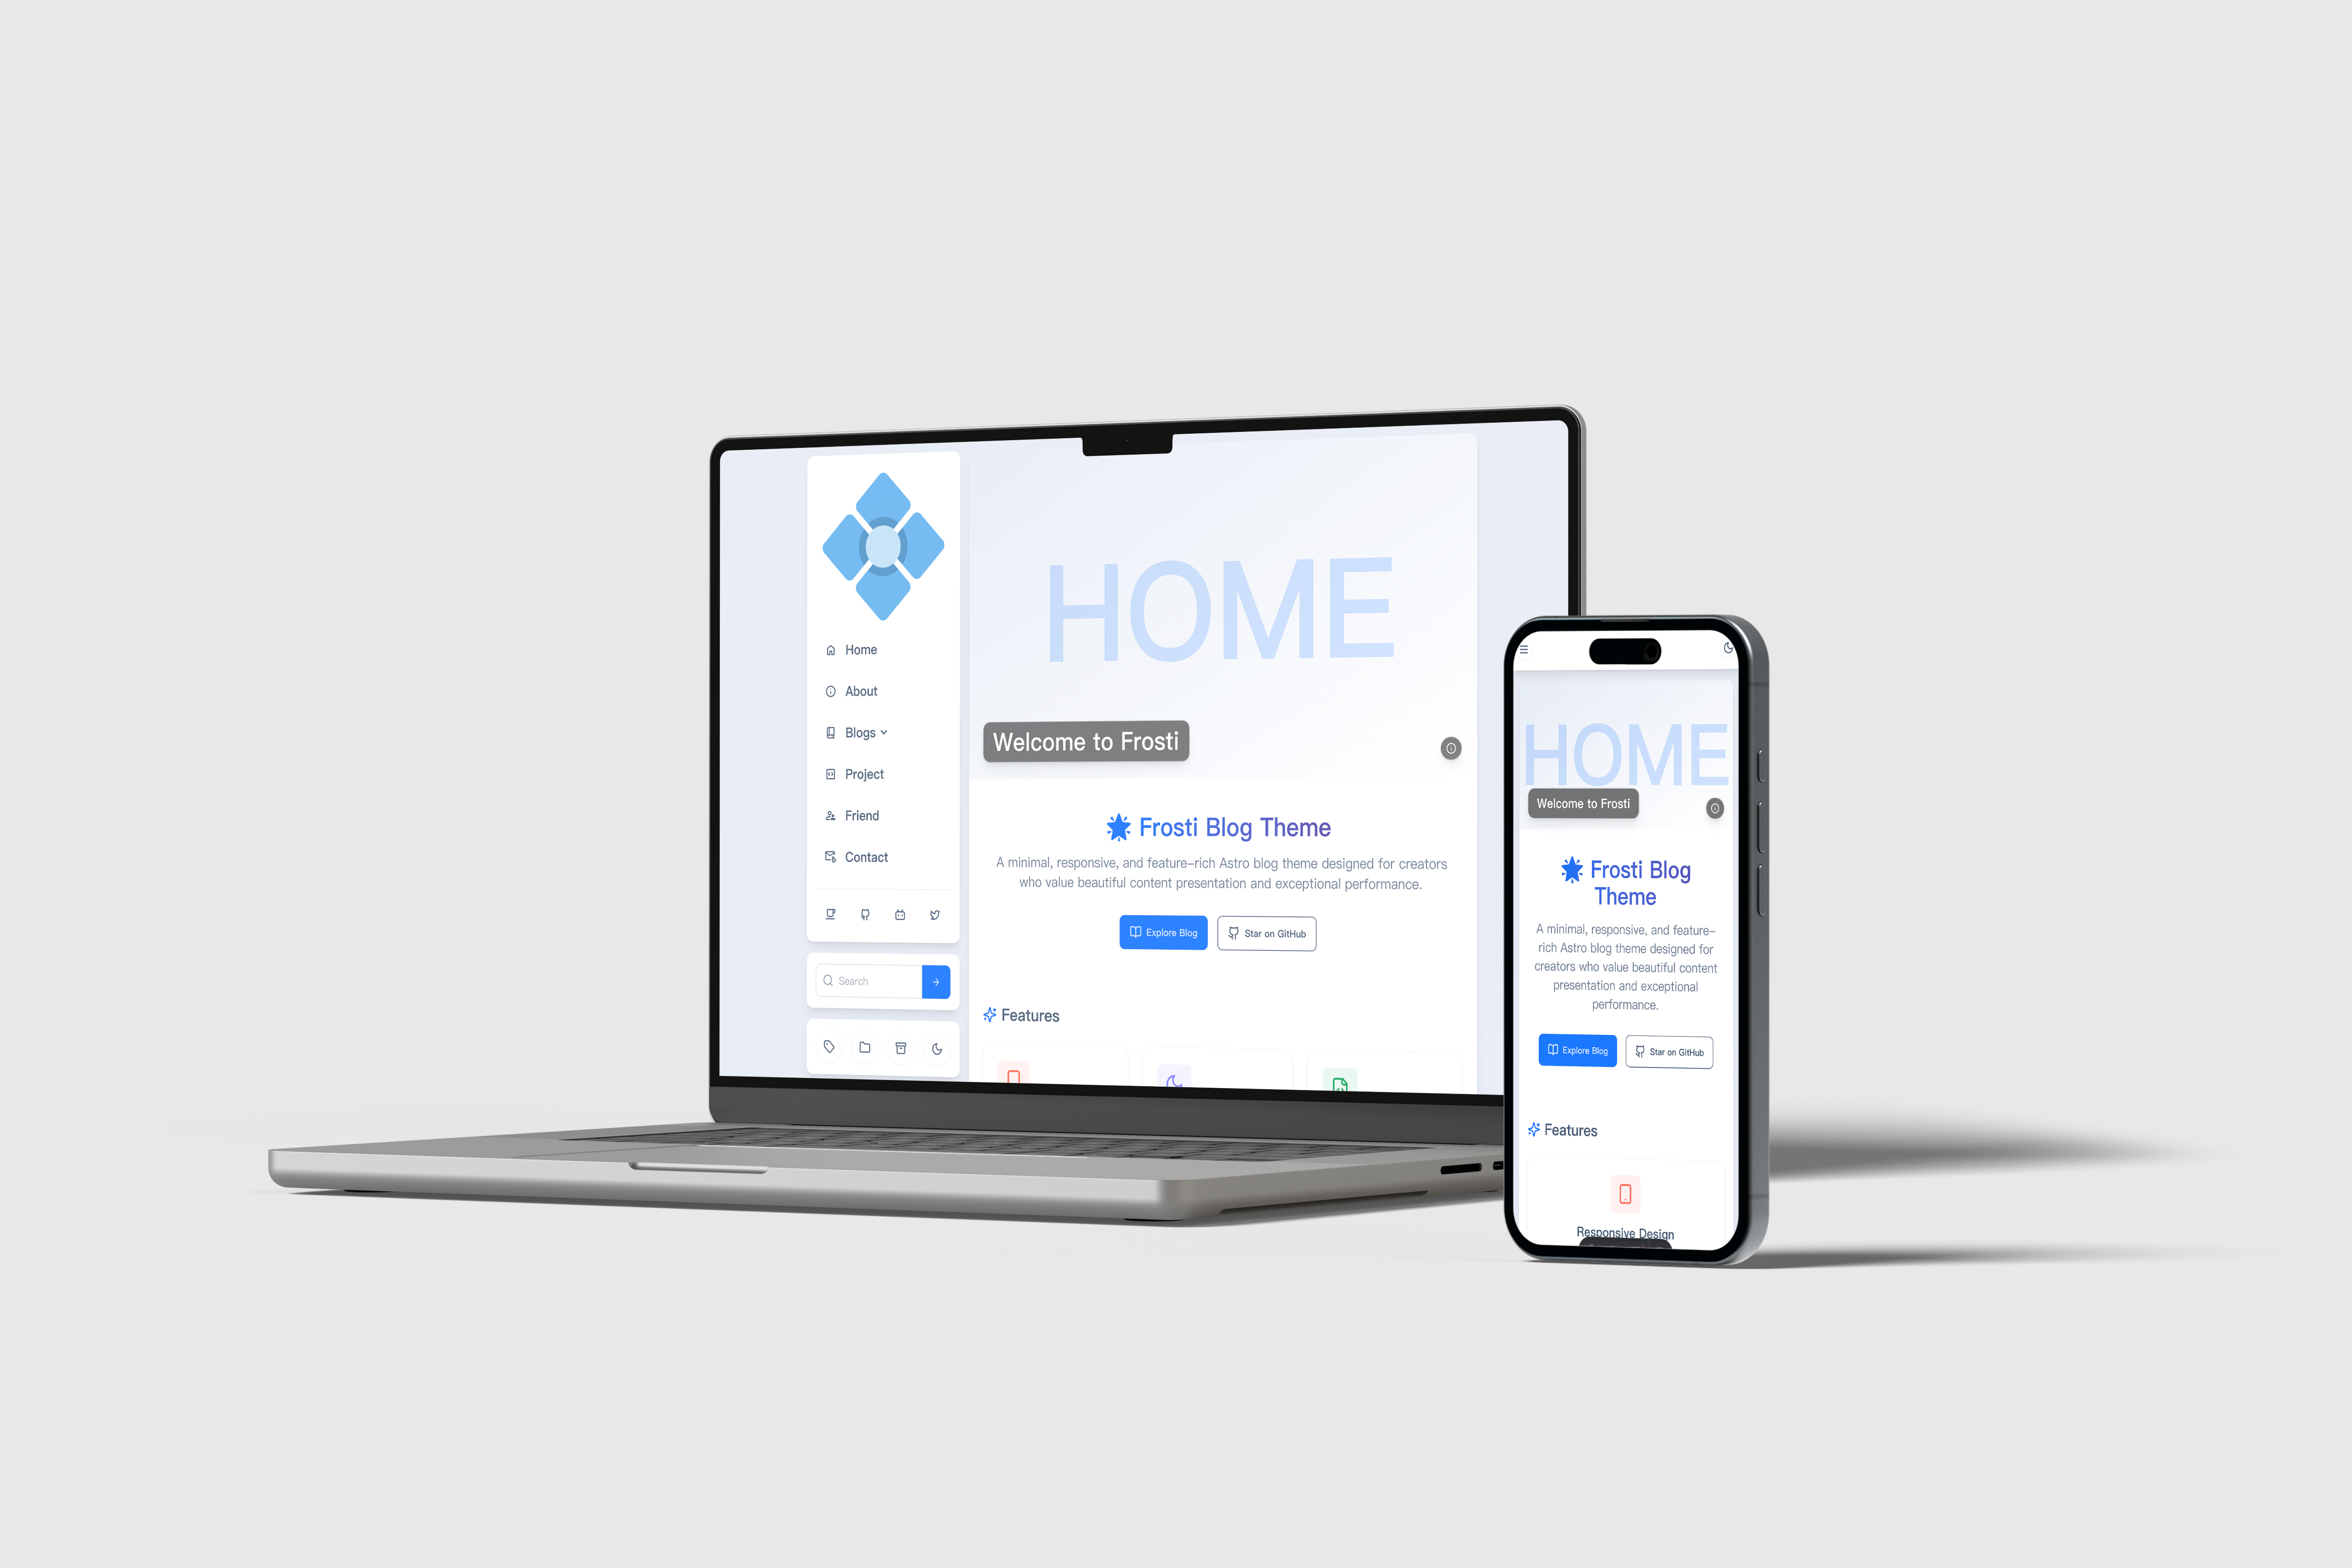 HOME
Home
About
Blogs
Project
Friend
Contact
Search
Welcome to Frosti
Frosti Blog Theme
A minimal, responsive, and feature-rich Astro blog theme designed for creators
who value beautiful content presentation and exceptional performance.
Explore Blog
Star on GitHub
Features
HOME
Welcome to Frosti
Frosti Blog
Theme
A minimal, responsive, and feature-
rich Astro blog theme designed for
creators who value beautiful content
presentation and exceptional
performance.
Explore Blog
Star on GitHub
Features
Responsive Design